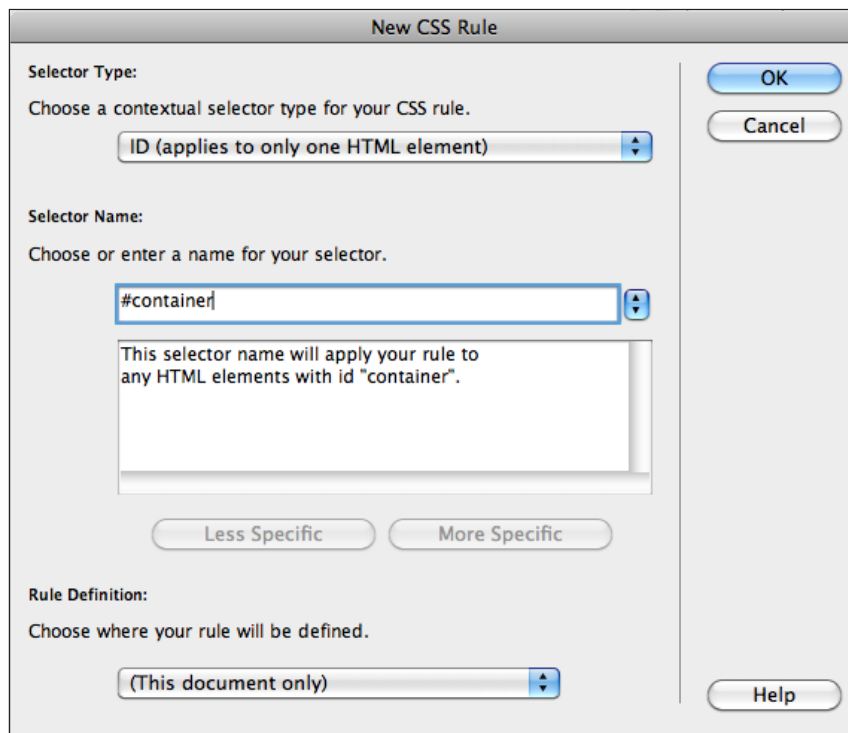 New CSS Rule
Selector Type:
OK
Choose a contextual selector type for your CSS rule.
Cancel
ID (applies to only one HTML element)
Selector Name:
Choose or enter a name for your selector.
#container
This selector name will apply your rule to
any HTML elements with id "container".
Less Specific
More Specific
Rule Definition:
Choose where your rule will be defined.
(This document only)
Help